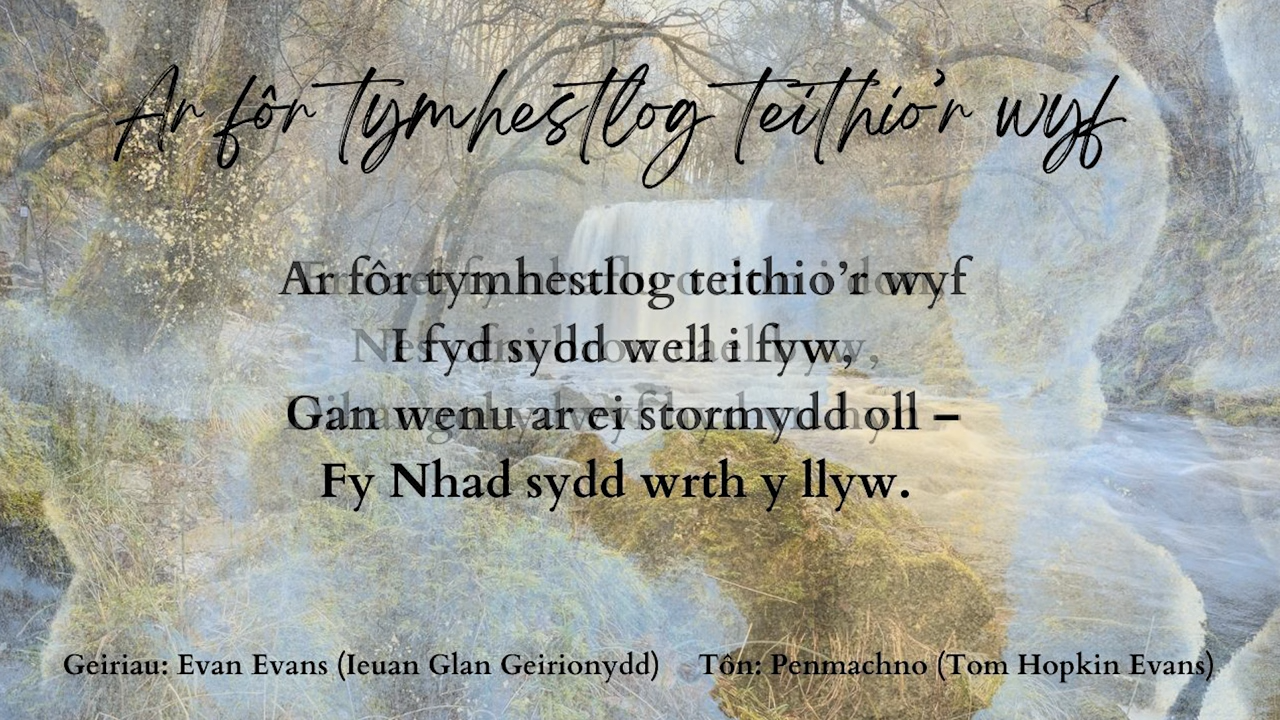 Ar fôr tymhestlog teithio’r wyf
Ar fôr tymhestlog teithio’r wyf
I fyd sydd well i fyw,
Gan wenu ar ei stormydd oll –
Fy Nhad sydd wrth y llyw.
Geiriau: Evan Evans (Ieuan Glan Geirionydd) Tôn: Penmachno (Tom Hopkin Evans)